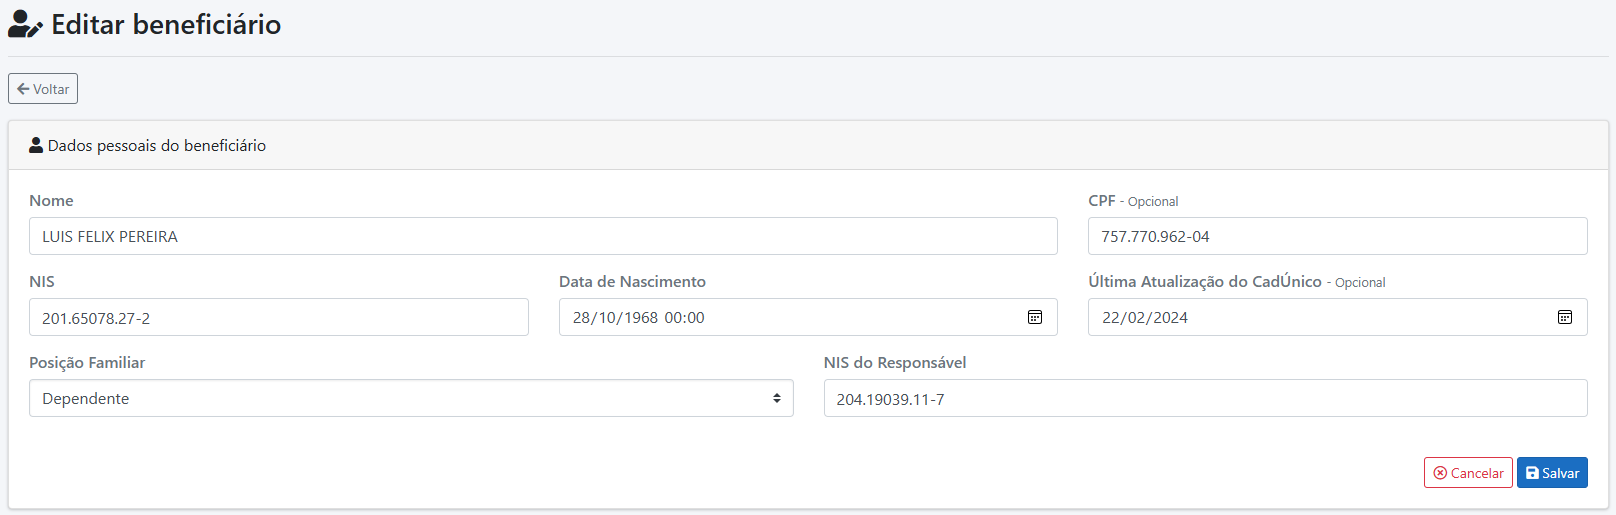 Editar beneficiário
Voltar
Dados pessoais do beneficiário
Nome
CPF - Opcional
LUIS FELIX PEREIRA
757.770.962-04
NIS
Data de Nascimento
Última Atualização do CadÚnico - Opcional
201.65078.27-2
28/10/1968 00:00
22/02/2024
Posição Familiar
NIS do Responsável
Dependente
204.19039.11-7
Cancelar
Salvar